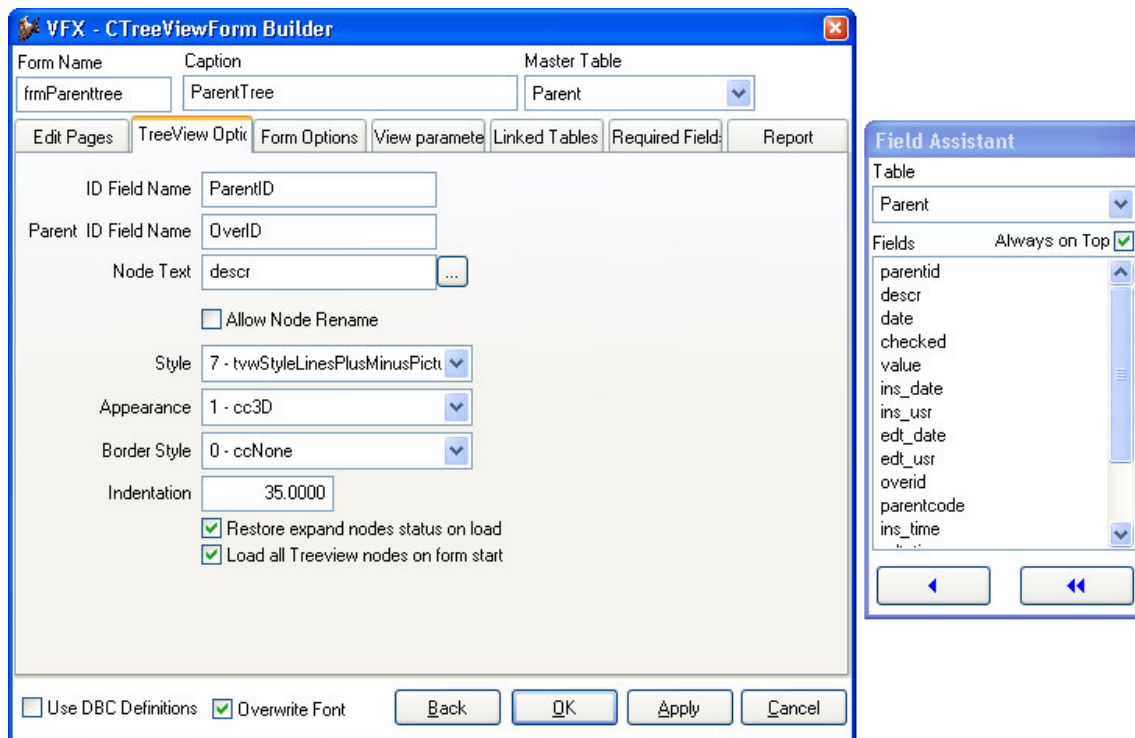 VFX - CTreeViewForm Builder
Form Name Caption Master Table
frmParenttree ParentTree Parent
Edit Pages TreeView Optic Form Options View paramete Linked Tables Required Field: Report
ID Field Name ParentID
Parent ID Field Name OverID
Node Text descr ...
Allow Node Rename
Style 7 - tvwStyleLinesPlusMinusPictu
Appearance 1 - cc3D
Border Style 0 - ccNone
Indentation 35.0000
Restore expand nodes status on load
Load all Treeview nodes on form start
Use DBC Definitions Overwrite Font Back OK Apply Cancel
Field Assistant
Table
Parent
Fields Always on Top
parentid
descr
date
checked
value
ins_date
ins_usr
edt_date
edt_usr
overid
parentcode
ins_time